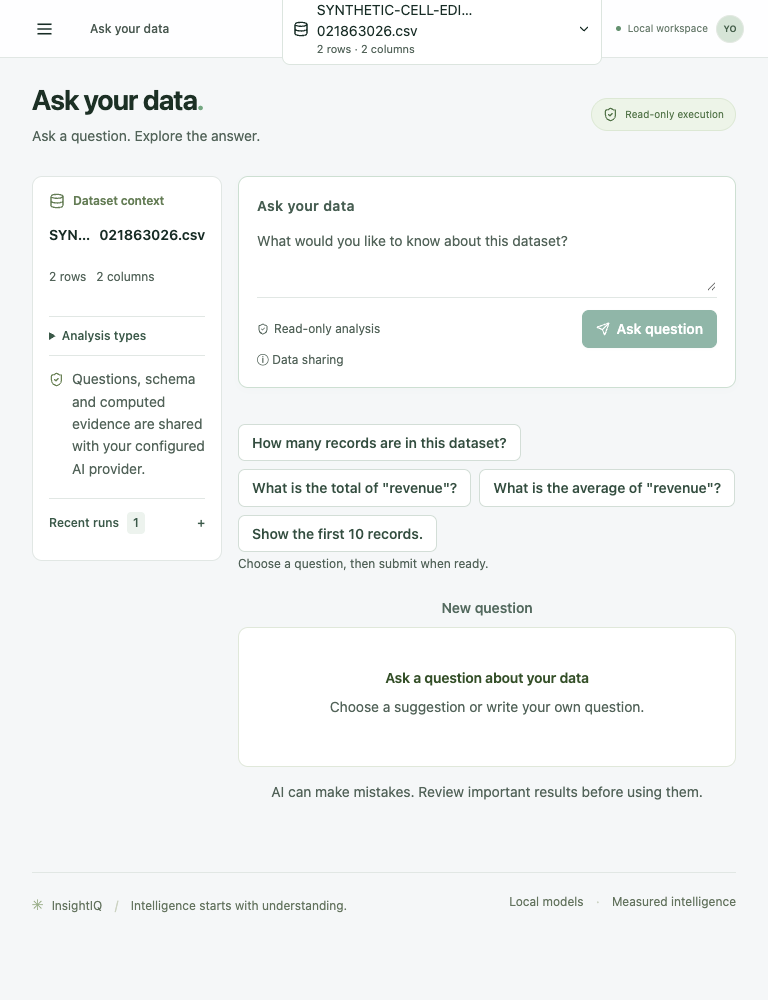 Ask your data
SYNTHETIC-CELL-EDI...
021863026.csv
2 rows · 2 columns
Local workspace
YO
Ask your data.
Ask a question. Explore the answer.
Read-only execution
Dataset context
SYN... 021863026.csv
2 rows 2 columns
Analysis types
Questions, schema
and computed
evidence are shared
with your configured
AI provider.
Recent runs 1 +
Ask your data
What would you like to know about this dataset?
Read-only analysis
Ask question
Data sharing
How many records are in this dataset?
What is the total of "revenue"?
What is the average of "revenue"?
Show the first 10 records.
Choose a question, then submit when ready.
New question
Ask a question about your data
Choose a suggestion or write your own question.
AI can make mistakes. Review important results before using them.
InsightIQ / Intelligence starts with understanding.
Local models · Measured intelligence